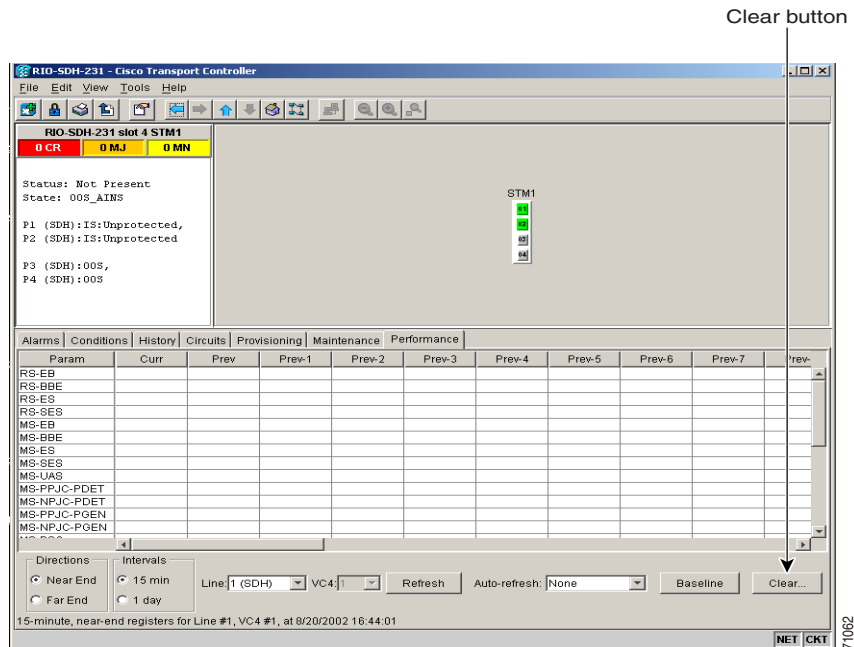 Clear button
RIO-SDH-231 - Cisco Transport Controller
File Edit View Tools Help
RIO-SDH-231 slot 4 STM1
0 CR 0 MJ 0 MN
Status: Not Present
State: OOS_AINS
P1 (SDH):IS:Unprotected,
P2 (SDH):IS:Unprotected
P3 (SDH):OOS,
P4 (SDH):OOS
STM1
01
02
03
04
Alarms Conditions History Circuits Provisioning Maintenance Performance
Param Curr Prev Prev-1 Prev-2 Prev-3 Prev-4 Prev-5 Prev-6 Prev-7 Prev-
RS-EB
RS-BBE
RS-ES
RS-SES
MS-EB
MS-BBE
MS-ES
MS-SES
MS-UAS
MS-PPJC-PDET
MS-NPJC-PDET
MS-PPJC-PGEN
MS-NPJC-PGEN
Directions Intervals
Near End 15 min Line: 1 (SDH) VC4: 1 Refresh Auto-refresh: None Baseline Clear...
Far End 1 day
15-minute, near-end registers for Line #1, VC4 #1, at 8/20/2002 16:44:01
NET CKT
71062